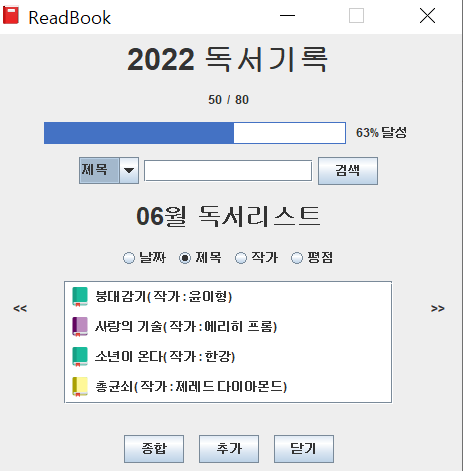 ReadBook
2022 독서기록
50 / 80
63% 달성
제목 검색
06월 독서리스트
날짜 제목 작가 평점
붕대감기(작가:윤이형)
사랑의 기술(작가:에리히 프롬)
<< >>
소년이 온다(작가:한강)
총균쇠(작가:제레드 다이아몬드)
종합 추가 닫기